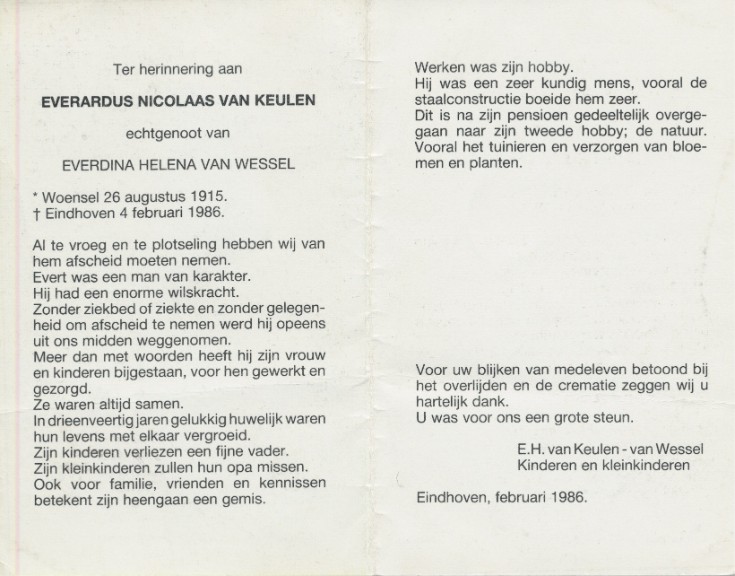 Ter herinnering aan
EVERARDUS NICOLAAS VAN KEULEN
echtgenoot van
EVERDINA HELENA VAN WESSEL
* Woensel 26 augustus 1915.
† Eindhoven 4 februari 1986.
Al te vroeg en te plotseling hebben wij van
hem afscheid moeten nemen.
Evert was een man van karakter.
Hij had een enorme wilskracht.
Zonder ziekbed of ziekte en zonder gelegen-
heid om afscheid te nemen werd hij opeens
uit ons midden weggenomen.
Meer dan met woorden heeft hij zijn vrouw
en kinderen bijgestaan, voor hen gewerkt en
gezorgd.
Ze waren altijd samen.
In drieenveertig jaren gelukkig huwelijk waren
hun levens met elkaar vergroeid.
Zijn kinderen verliezen een fijne vader.
Zijn kleinkinderen zullen hun opa missen.
Ook voor familie, vrienden en kennissen
betekent zijn heengaan een gemis.
Werken was zijn hobby.
Hij was een zeer kundig mens, vooral de
staalconstructie boeide hem zeer.
Dit is na zijn pensioen gedeeltelijk overge-
gaan naar zijn tweede hobby; de natuur.
Vooral het tuinieren en verzorgen van bloe-
men en planten.
Voor uw blijken van medeleven betoond bij
het overlijden en de crematie zeggen wij u
hartelijk dank.
U was voor ons een grote steun.
E.H. van Keulen - van Wessel
Kinderen en kleinkinderen
Eindhoven, februari 1986.